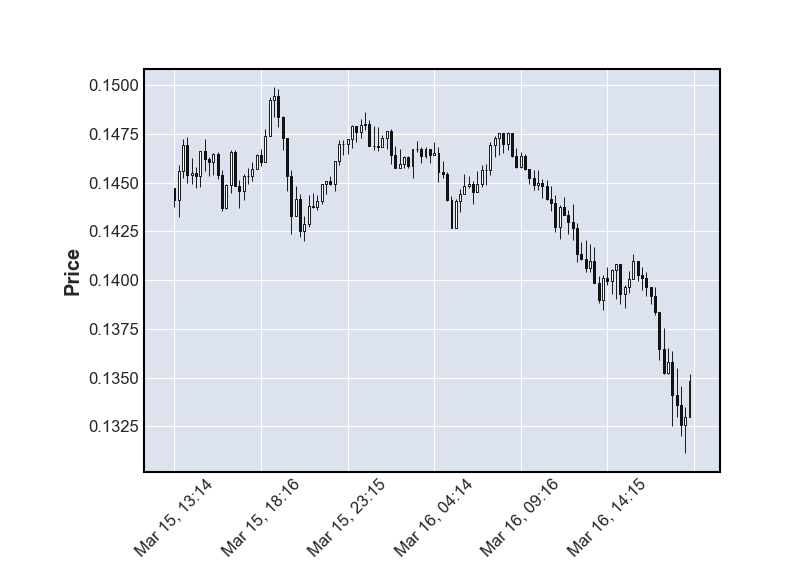 0.1500
0.1475
0.1450
0.1425
0.1400
0.1375
0.1350
0.1325
Price
Mar 15, 13:14
Mar 15, 18:16
Mar 15, 23:15
Mar 16, 04:14
Mar 16, 09:16
Mar 16, 14:15